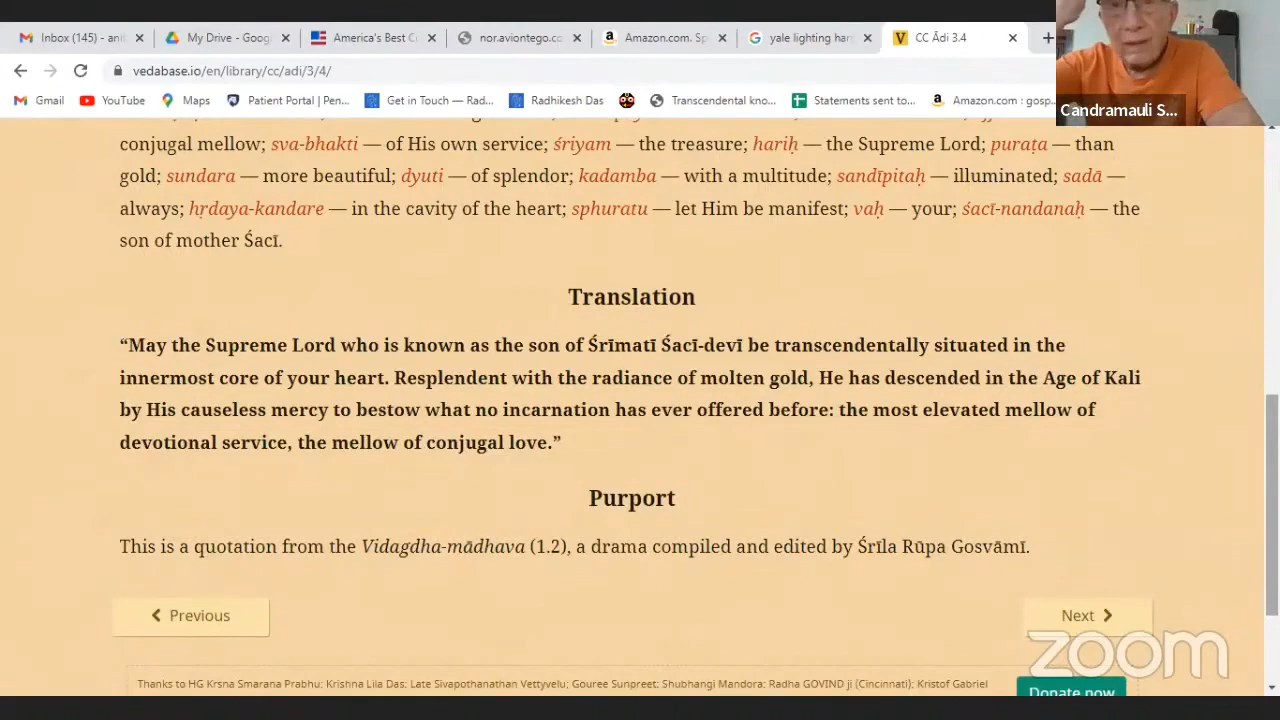 Inbox (145) - ani
My Drive - Goog
America's Best C
nor.aviontego.co
Amazon.com. Sp
yale lighting har
CC Ādi 3.4
vedabase.io/en/library/cc/adi/3/4/
Gmail
YouTube
Maps
Patient Portal | Pen...
Get in Touch — Rad...
Radhikesh Das
Transcendental kno...
Statements sent to...
Amazon.com : gosp
Candramauli S...
conjugal mellow; sva-bhakti — of His own service; śriyam — the treasure; hariḥ — the Supreme Lord; puraṭa — than
gold; sundara — more beautiful; dyuti — of splendor; kadamba — with a multitude; sandīpitaḥ — illuminated; sadā —
always; hṛdaya-kandare — in the cavity of the heart; sphuratu — let Him be manifest; vaḥ — your; śacī-nandanaḥ — the
son of mother Śacī.
Translation
“May the Supreme Lord who is known as the son of Śrīmatī Śacī-devī be transcendentally situated in the
innermost core of your heart. Resplendent with the radiance of molten gold, He has descended in the Age of Kali
by His causeless mercy to bestow what no incarnation has ever offered before: the most elevated mellow of
devotional service, the mellow of conjugal love.”
Purport
This is a quotation from the Vidagdha-mādhava (1.2), a drama compiled and edited by Śrīla Rūpa Gosvāmī.
Previous
Next
zoom
Thanks to HG Krsna Smarana Prabhu; Krishna Lila Das; Late Sivapothanathan Vettyvelu; Gouree Sunpreet; Shubhangi Mandora; Radha GOVIND ji (Cincinnati); Kristof Gabriel
Donate now